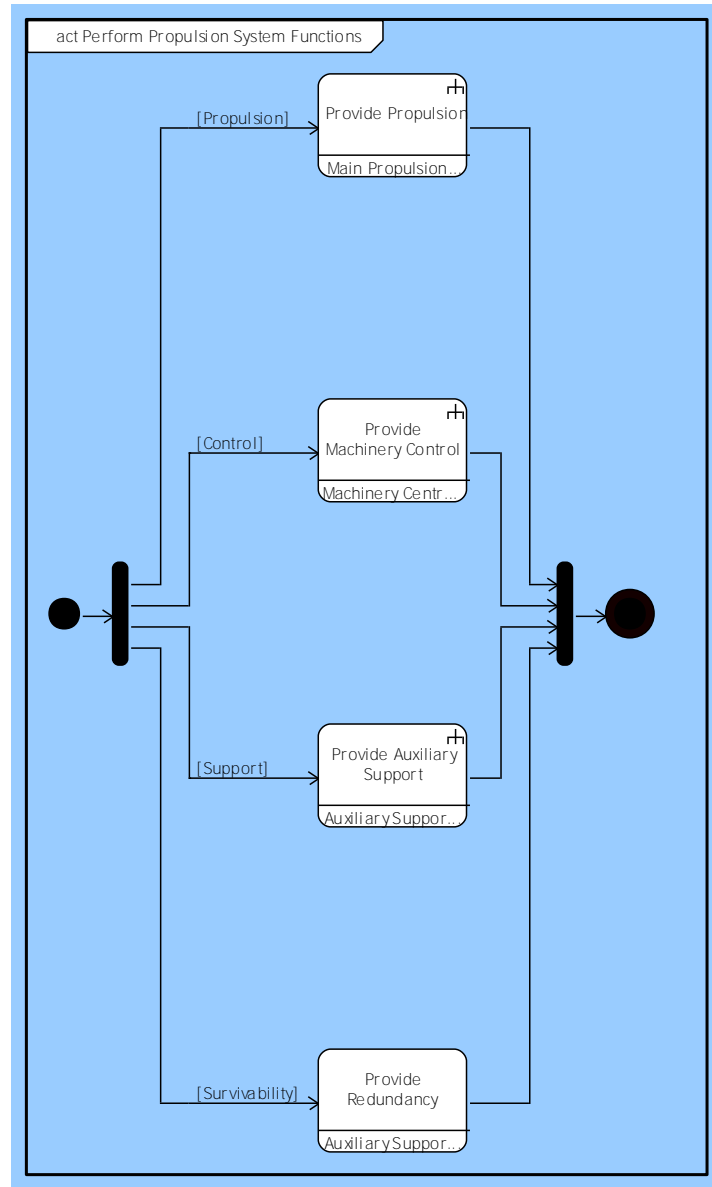 act Perform Propulsion System Functions
[Propulsion]
Provide Propulsion
Main Propulsion...
[Control]
Provide
Machinery Control
Machinery Centr...
[Support]
Provide Auxiliary
Support
Auxiliary Suppor...
[Survivability]
Provide
Redundancy
Auxiliary Suppor...